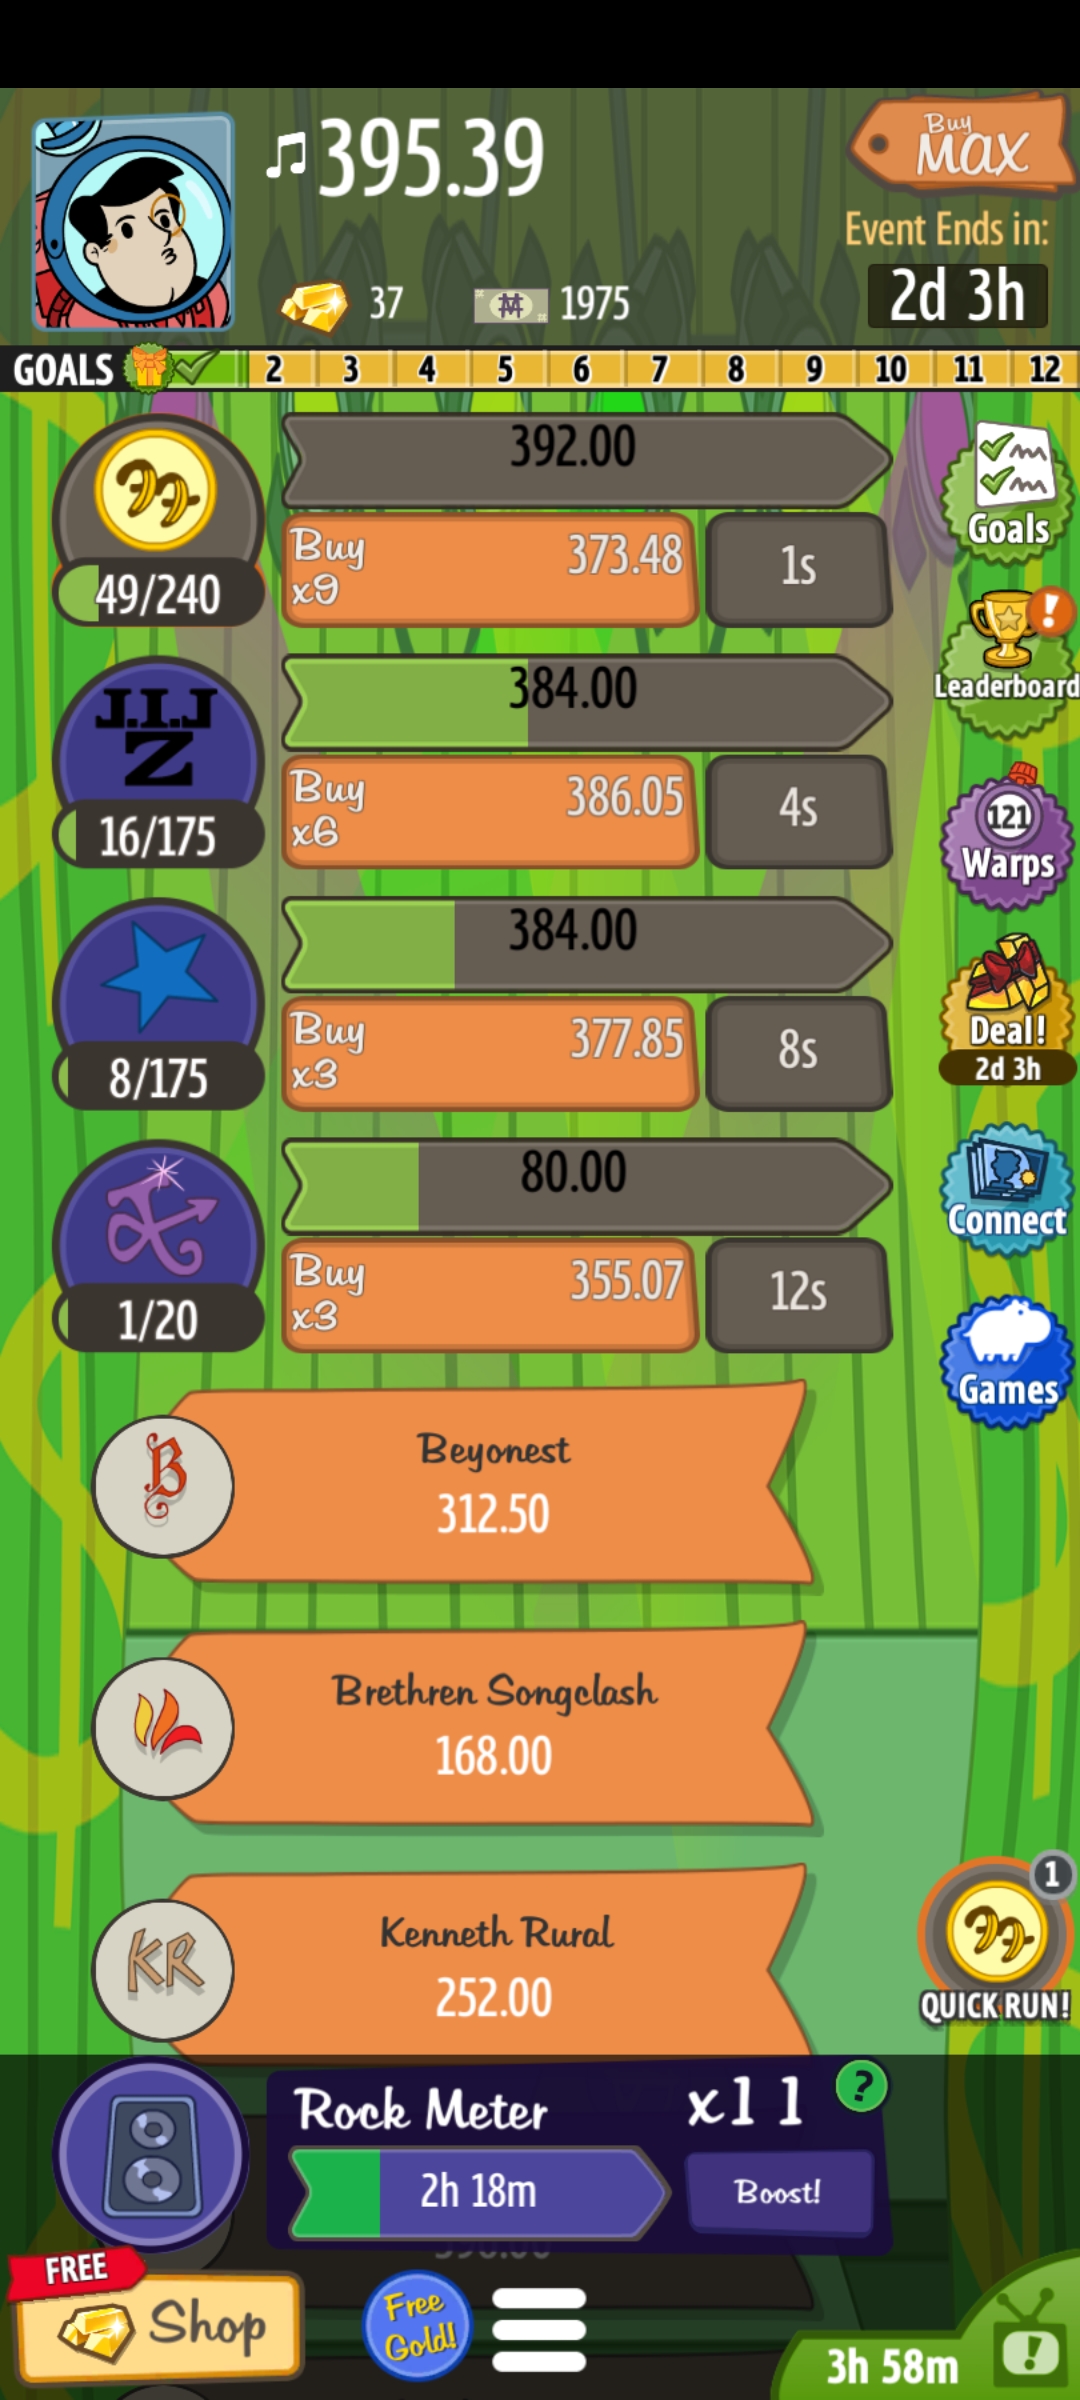 395.39
Buy
MAX
Event Ends in:
37
1975
2d 3h
GOALS 2 3 4 5 6 7 8 9 10 11 12
392.00
Buy
x9
373.48
1s
49/240
Goals
J.I.J
Z
384.00
Buy
x6
386.05
4s
16/175
Leaderboard
121
Warps
384.00
Buy
x3
377.85
8s
8/175
Deal!
2d 3h
80.00
Buy
x3
355.07
12s
1/20
Connect
Games
B
Beyonest
312.50
Brethren Songclash
168.00
KR
Kenneth Rural
252.00
1
QUICK RUN!
Rock Meter
x11
?
2h 18m
Boost!
FREE
Shop
Free
Gold!
3h 58m